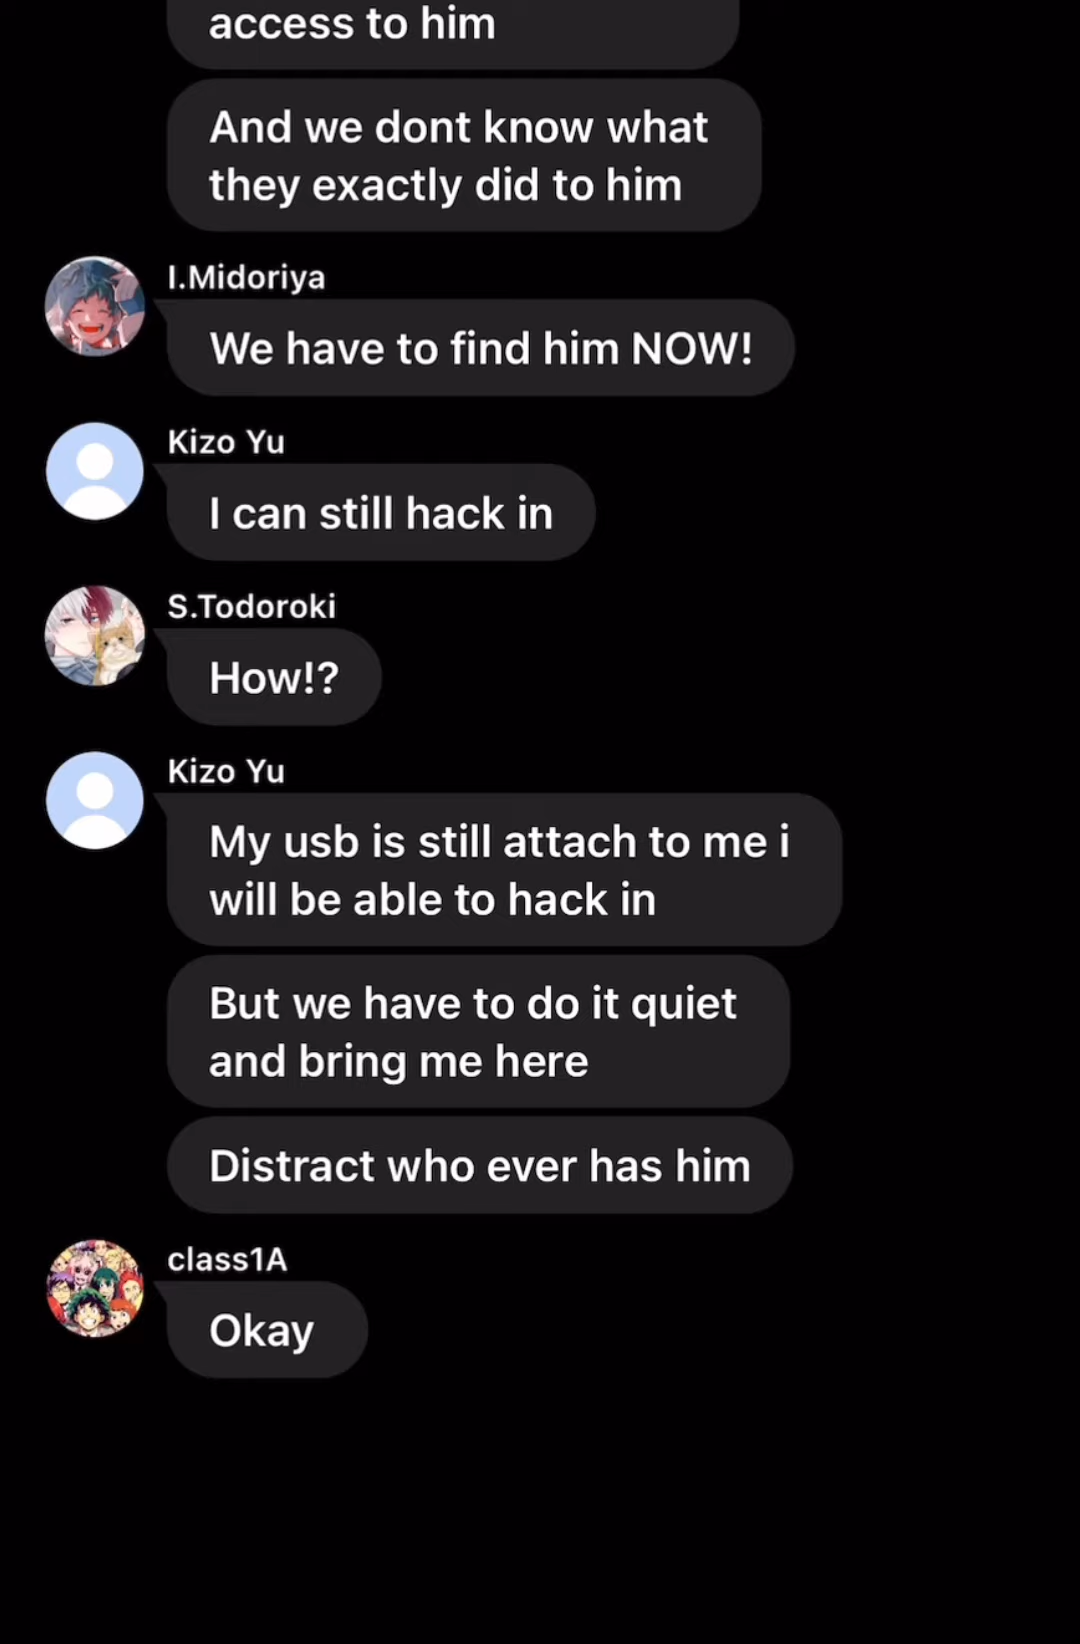 access to him
And we dont know what
they exactly did to him
I.Midoriya
We have to find him NOW!
Kizo Yu
I can still hack in
S.Todoroki
How!?
Kizo Yu
My usb is still attach to me i
will be able to hack in
But we have to do it quiet
and bring me here
Distract who ever has him
class1A
Okay